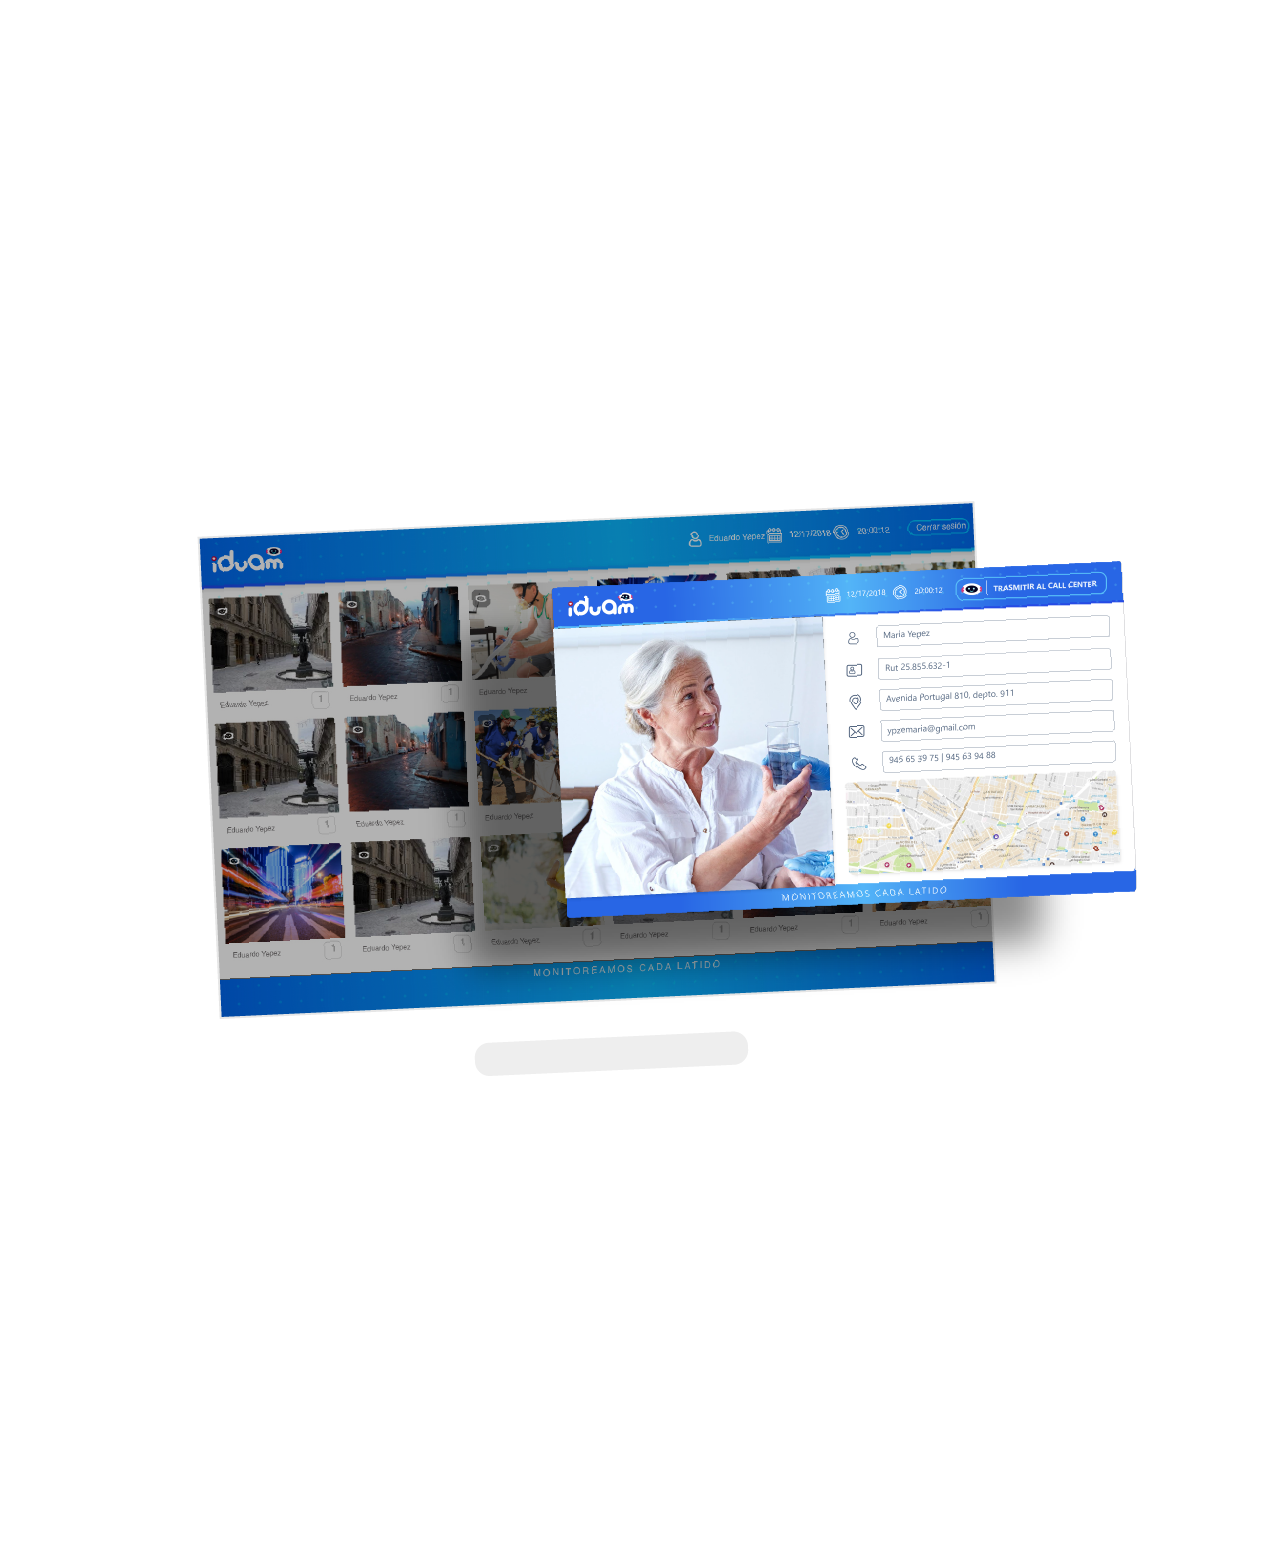 iduam
Eduardo Yepez
12/17/2018
20:00:12
Cerrar sesión
Eduardo Yepez
1
Eduardo Yepez
1
Eduardo Yepez
Eduardo Yepez
1
Eduardo Yepez
1
Eduardo Yepez
Eduardo Yepez
1
Eduardo Yepez
1
Eduardo Yepez
1
Eduardo Yepez
1
Eduardo Yepez
1
Eduardo Yepez
1
MONITOREAMOS CADA LATIDO
iduam
12/17/2018
20:00:12
TRASMITIR AL CALL CENTER
Maria Yepez
Rut 25.855.632-1
Avenida Portugal 810, depto. 911
ypzemaria@gmail.com
945 65 39 75 | 945 63 94 88
MONITOREAMOS CADA LATIDO